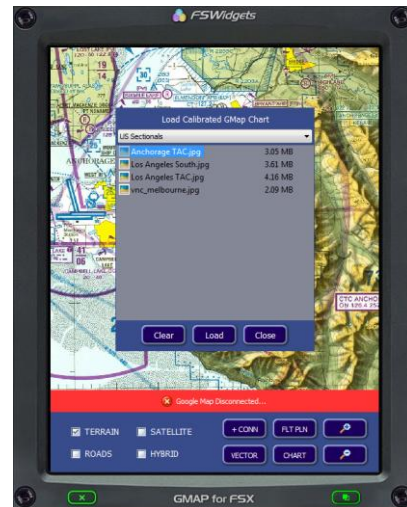 FSWidgets
Load Calibrated GMap Chart
US Sectionals
Anchorage TAC.jpg 3.05 MB
Los Angeles South.jpg 3.61 MB
Los Angeles TAC.jpg 4.16 MB
vnc_melbourne.jpg 2.09 MB
CTC ANCHO
Clear Load Close
Google Map Disconnected...
TERRAIN SATELLITE + CONN FLT PLN
ROADS HYBRID VECTOR CHART
GMAP for FSX